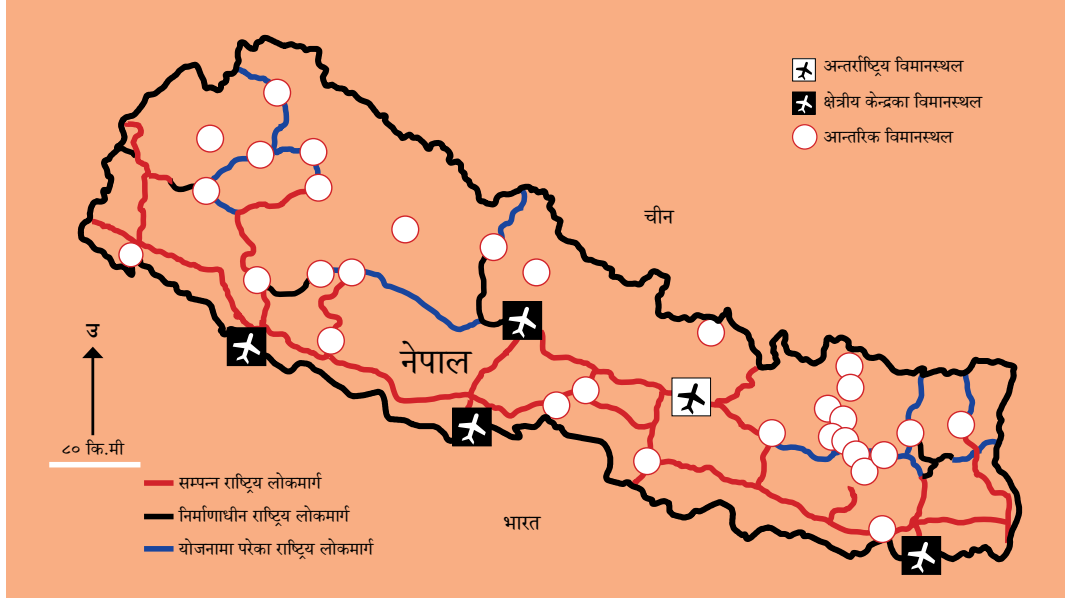 अन्तर्राष्ट्रिय विमानस्थल
क्षेत्रीय केन्द्रका विमानस्थल
आन्तरिक विमानस्थल
चीन
उ
नेपाल
८० कि.मी
सम्पन्न राष्ट्रिय लोकमार्ग
निर्माणाधीन राष्ट्रिय लोकमार्ग
भारत
योजनामा परेका राष्ट्रिय लोकमार्ग